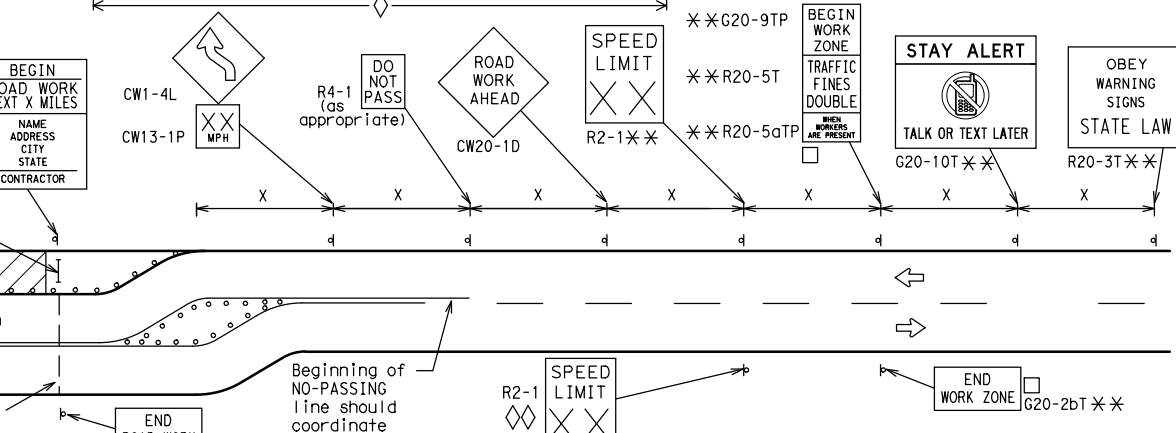 BEGIN
ROAD WORK
NEXT X MILES
NAME
ADDRESS
CITY
STATE
CONTRACTOR
CW1-4L
CW13-1P
XX
MPH
R4-1
(as
appropriate)
DO
NOT
PASS
ROAD
WORK
AHEAD
CW20-1D
SPEED
LIMIT
XX
R2-1**
**G20-9TP
**R20-5T
**R20-5aTP
BEGIN
WORK
ZONE
TRAFFIC
FINES
DOUBLE
WHEN
WORKERS
ARE PRESENT
STAY ALERT
TALK OR TEXT LATER
G20-10T**
OBEY
WARNING
SIGNS
STATE LAW
R20-3T**
X X X X X X X
Beginning of
NO-PASSING
line should
coordinate
R2-1
SPEED
LIMIT
XX
END
WORK ZONE
G20-2bT**
END
ROAD WORK